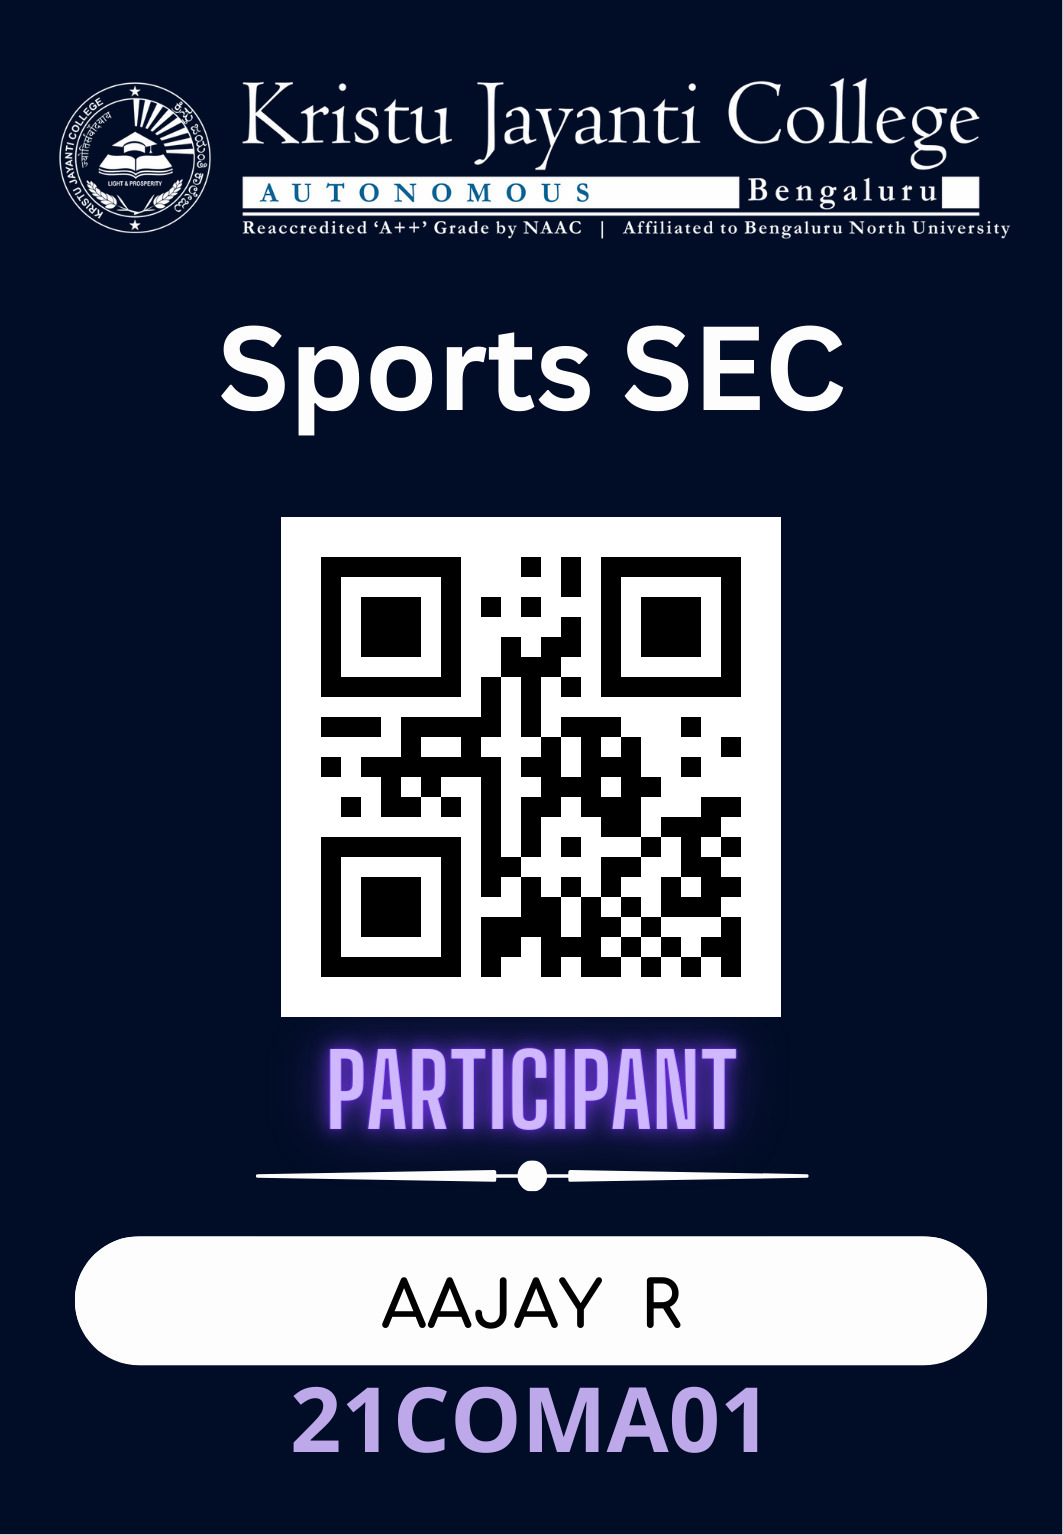 KRISTU JAYANTI COLLEGE
LIGHT & PROSPERITY
Kristu Jayanti College
AUTONOMOUS Bengaluru
Reaccredited ‘A++’ Grade by NAAC | Affiliated to Bengaluru North University
Sports SEC
PARTICIPANT
AAJAY R
21COMA01